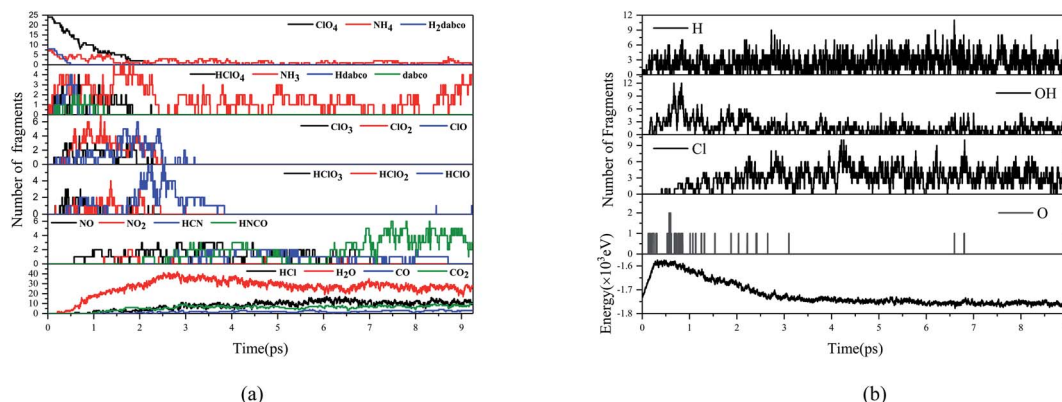 25
20
15
10
5
0
ClO4 NH4 H2dabco
4
3
2
1
0
HClO4 NH3 Hdabco dabco
6
4
2
0
ClO3 ClO2 ClO
4
2
0
HClO3 HClO2 HClO
6
4
2
0
NO NO2 HCN HNCO
50
40
30
20
10
0
HCl H2O CO CO2
0 1 2 3 4 5 6 7 8 9
Number of fragments
Time(ps)
(a)
12
9
6
3
0
H
12
9
6
3
0
OH
9
6
3
0
Cl
2
1
0
O
-1.6
-1.7
-1.8
0 1 2 3 4 5 6 7 8
Number of Fragments
Energy(×10³eV)
Time(ps)
(b)